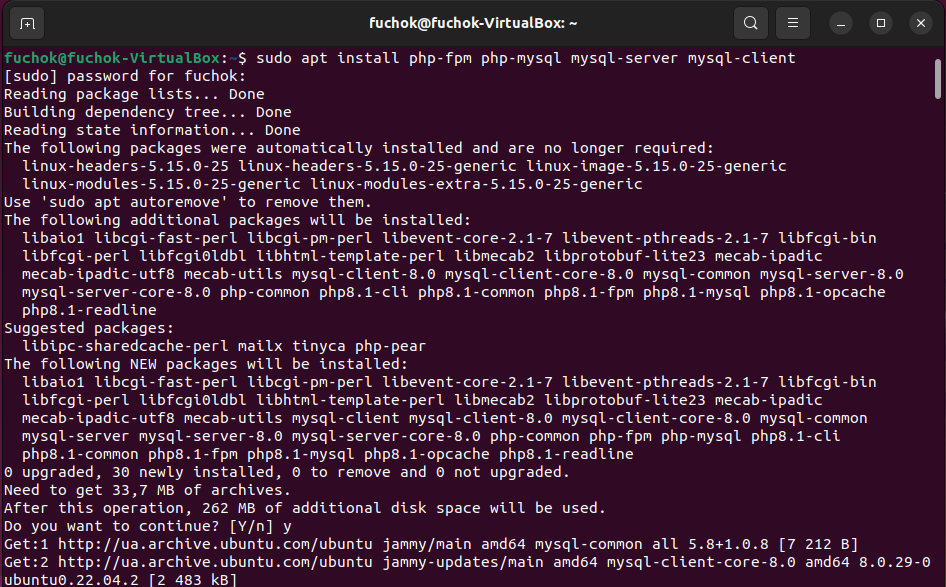 fuchok@fuchok-VirtualBox: ~
fuchok@fuchok-VirtualBox:~$ sudo apt install php-fpm php-mysql mysql-server mysql-client
[sudo] password for fuchok:
Reading package lists... Done
Building dependency tree... Done
Reading state information... Done
The following packages were automatically installed and are no longer required:
  linux-headers-5.15.0-25 linux-headers-5.15.0-25-generic linux-image-5.15.0-25-generic
  linux-modules-5.15.0-25-generic linux-modules-extra-5.15.0-25-generic
Use 'sudo apt autoremove' to remove them.
The following additional packages will be installed:
  libaio1 libcgi-fast-perl libcgi-pm-perl libevent-core-2.1-7 libevent-pthreads-2.1-7 libfcgi-bin
  libfcgi-perl libfcgi0ldbl libhtml-template-perl libmecab2 libprotobuf-lite23 mecab-ipadic
  mecab-ipadic-utf8 mecab-utils mysql-client-8.0 mysql-client-core-8.0 mysql-common mysql-server-8.0
  mysql-server-core-8.0 php-common php8.1-cli php8.1-common php8.1-fpm php8.1-mysql php8.1-opcache
  php8.1-readline
Suggested packages:
  libipc-sharedcache-perl mailx tinyca php-pear
The following NEW packages will be installed:
  libaio1 libcgi-fast-perl libcgi-pm-perl libevent-core-2.1-7 libevent-pthreads-2.1-7 libfcgi-bin
  libfcgi-perl libfcgi0ldbl libhtml-template-perl libmecab2 libprotobuf-lite23 mecab-ipadic
  mecab-ipadic-utf8 mecab-utils mysql-client mysql-client-8.0 mysql-client-core-8.0 mysql-common
  mysql-server mysql-server-8.0 mysql-server-core-8.0 php-common php-fpm php-mysql php8.1-cli
  php8.1-common php8.1-fpm php8.1-mysql php8.1-opcache php8.1-readline
0 upgraded, 30 newly installed, 0 to remove and 0 not upgraded.
Need to get 33,7 MB of archives.
After this operation, 262 MB of additional disk space will be used.
Do you want to continue? [Y/n] y
Get:1 http://ua.archive.ubuntu.com/ubuntu jammy/main amd64 mysql-common all 5.8+1.0.8 [7 212 B]
Get:2 http://ua.archive.ubuntu.com/ubuntu jammy-updates/main amd64 mysql-client-core-8.0 amd64 8.0.29-0
ubuntu0.22.04.2 [2 483 kB]